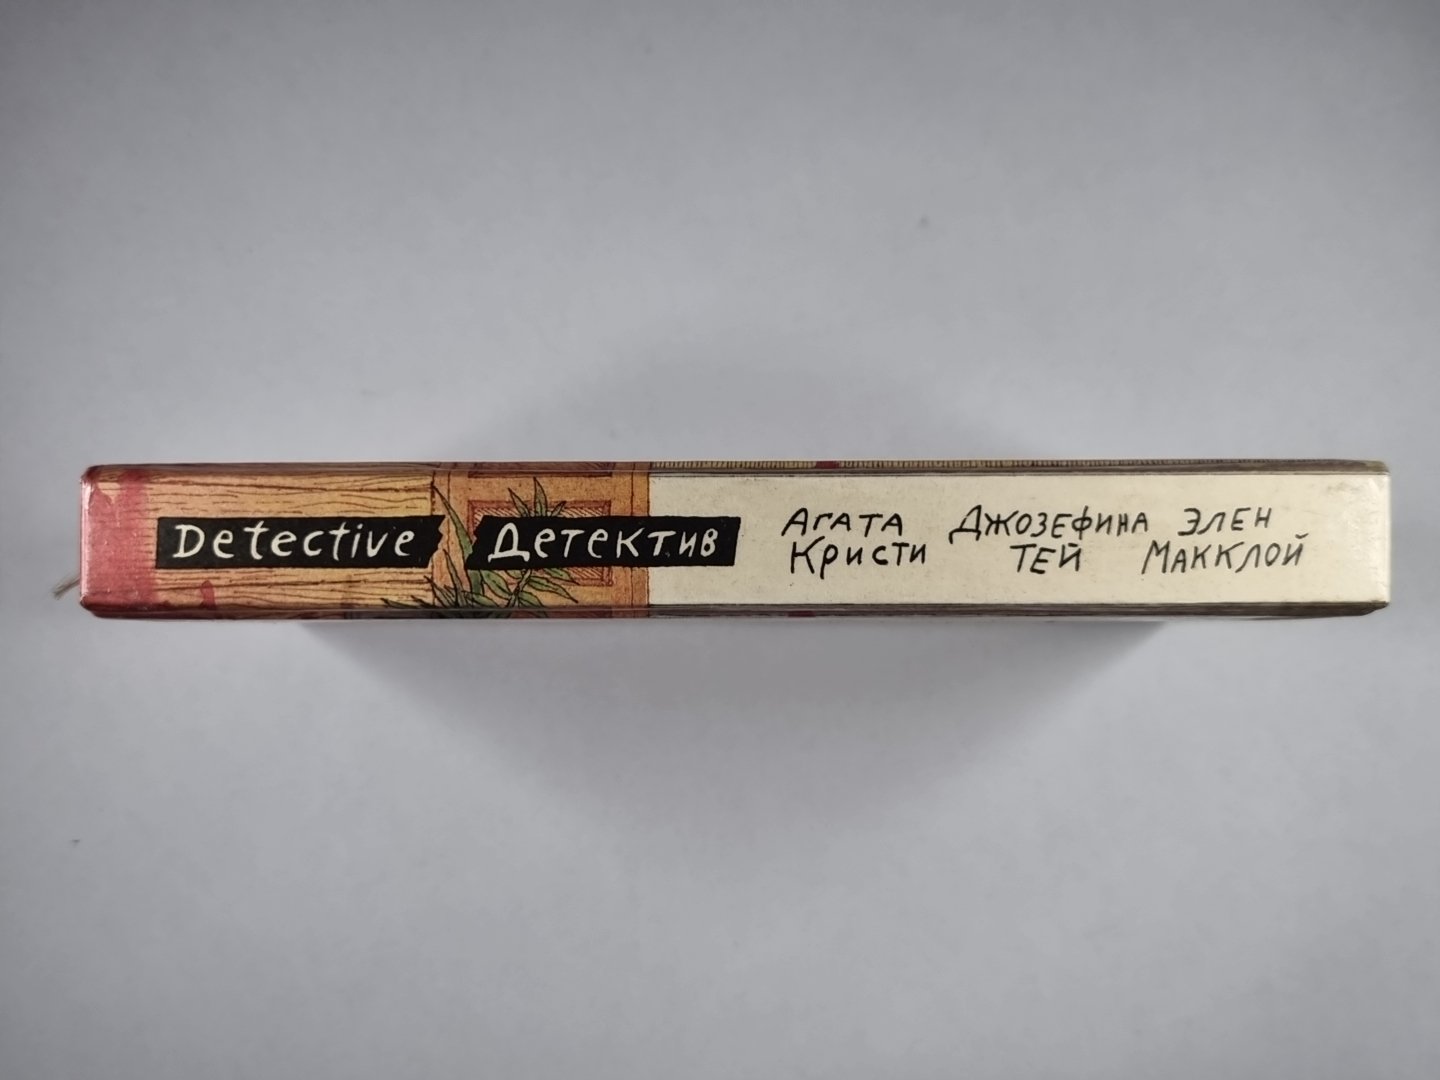 Detective Детектив
Агата
Кристи
Джозефина
Тей
Элен
Макклой